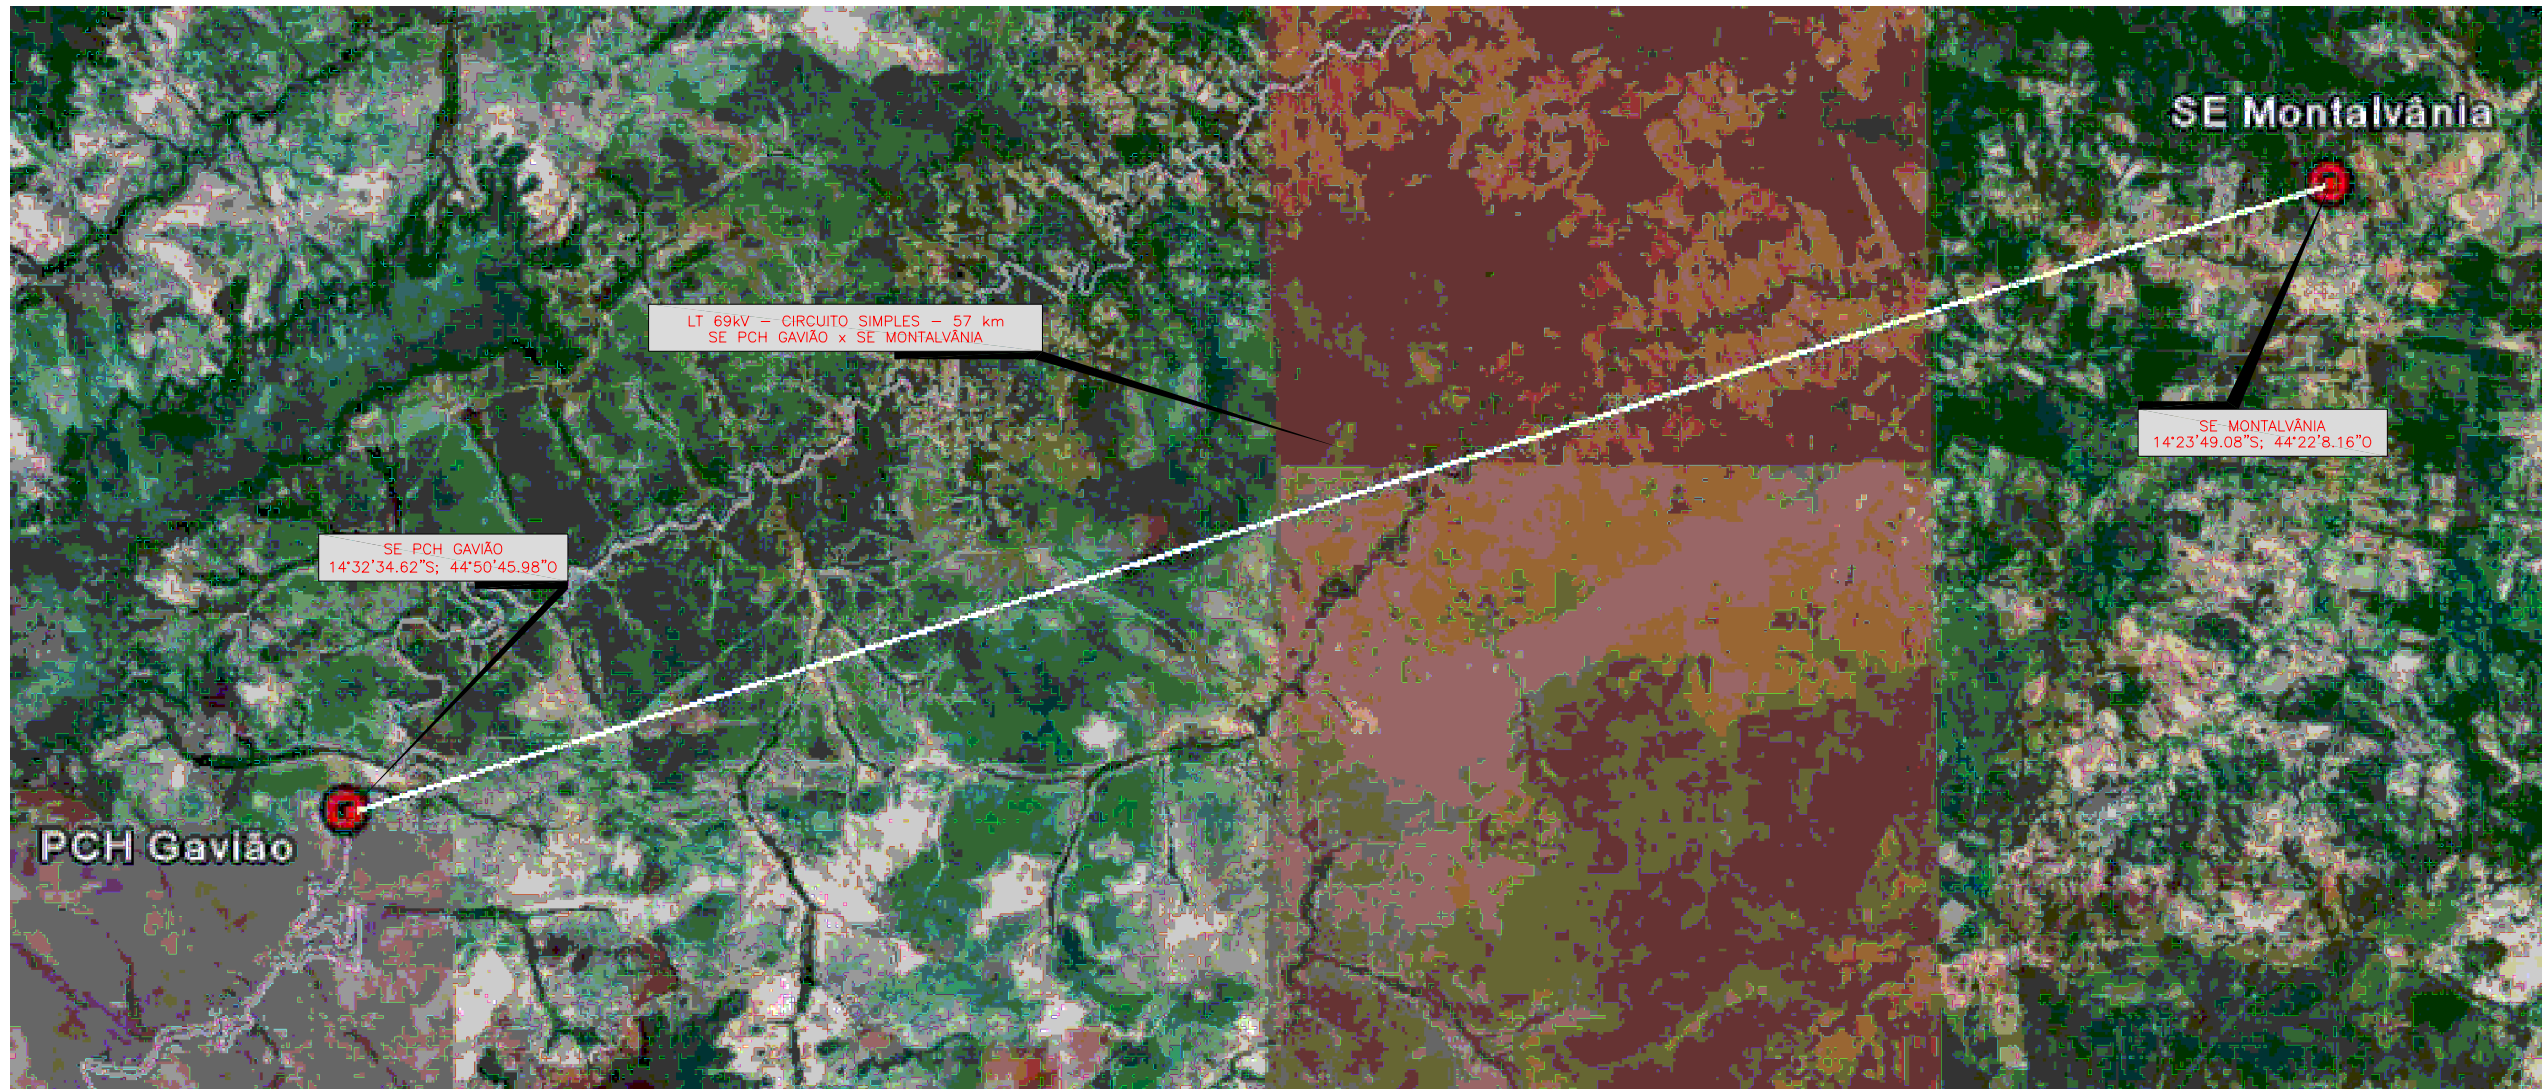 SE Montalvânia
LT 69kV – CIRCUITO SIMPLES – 57 km
SE PCH GAVIÃO x SE MONTALVÂNIA
SE MONTALVÂNIA
14°23'49.08"S; 44°22'8.16"O
SE PCH GAVIÃO
14°32'34.62"S; 44°50'45.98"O
PCH Gavião